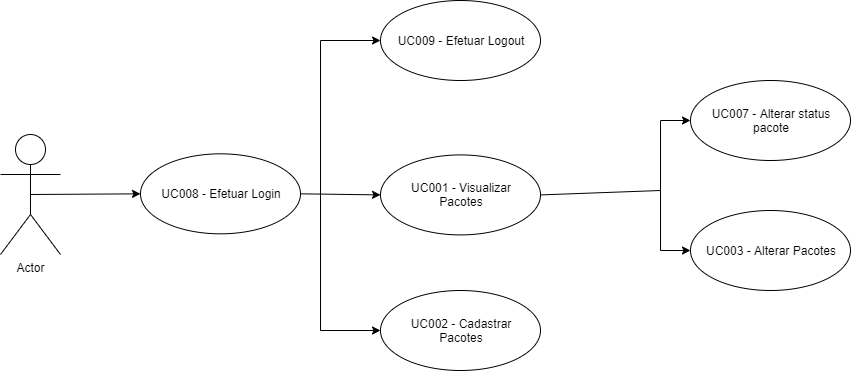 UC009 - Efetuar Logout
UC007 - Alterar status
pacote
UC008 - Efetuar Login
UC001 - Visualizar
Pacotes
UC003 - Alterar Pacotes
Actor
UC002 - Cadastrar
Pacotes